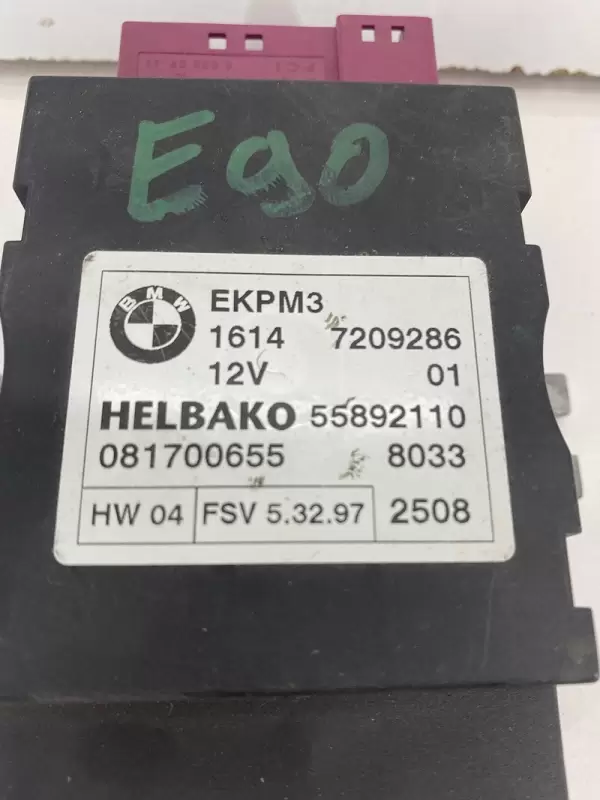 E90
BMW
EKPM3
1614 7209286
12V 01
HELBAKO 55892110
081700655 8033
HW 04 FSV 5.32.97 2508